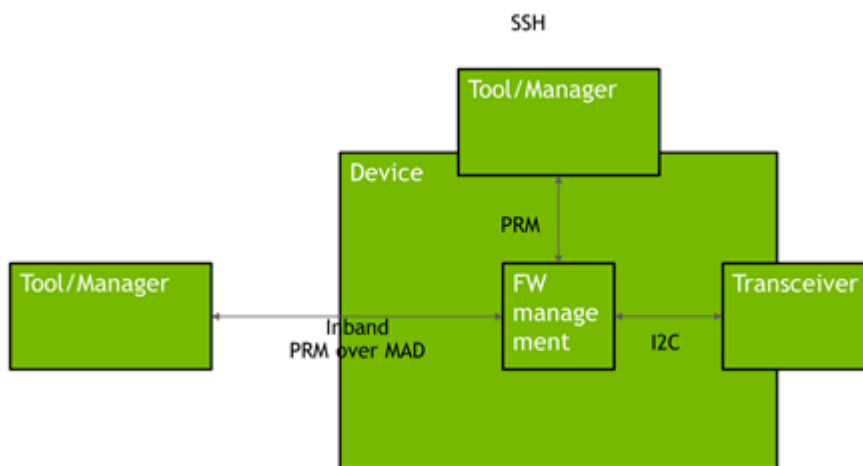 SSH
Tool/Manager
Device
PRM
Tool/Manager
FW
manage
ment
Transceiver
Inband
PRM over MAD
I2C